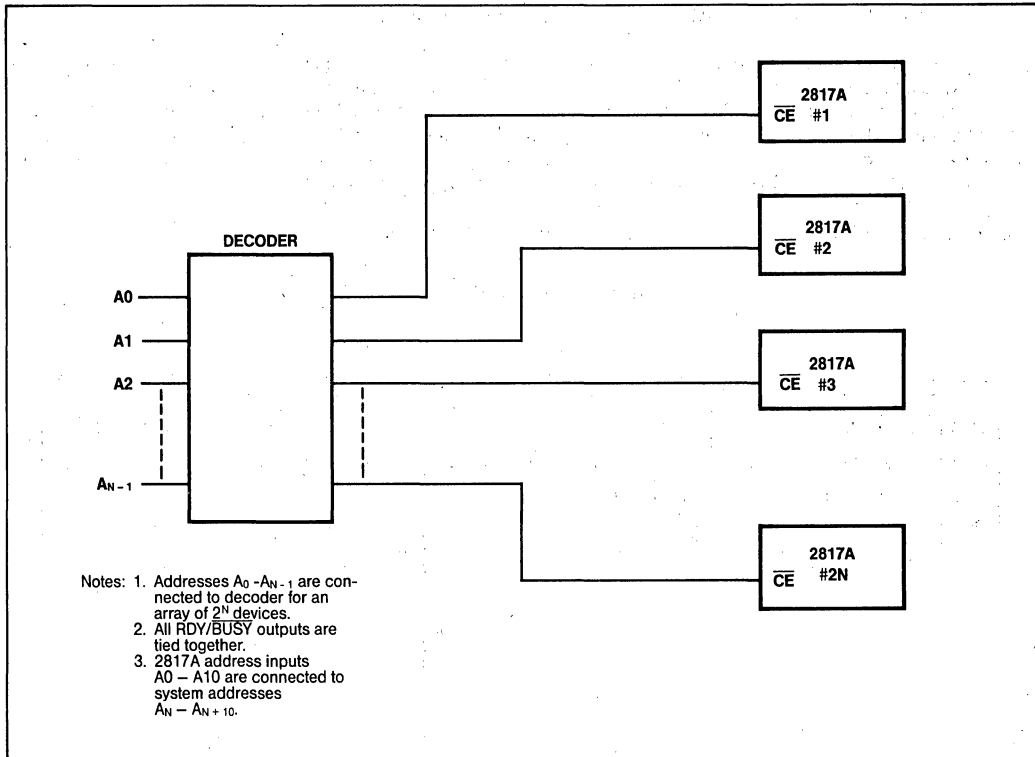 2817A
CE #1
2817A
CE #2
DECODER
A0
A1
A2
2817A
CE #3
AN-1
2817A
CE #2N
Notes: 1. Addresses A0 -AN-1 are con-
nected to decoder for an
array of 2^N devices.
2. All RDY/BUSY outputs are
tied together.
3. 2817A address inputs
A0 – A10 are connected to
system addresses
AN – AN+10.